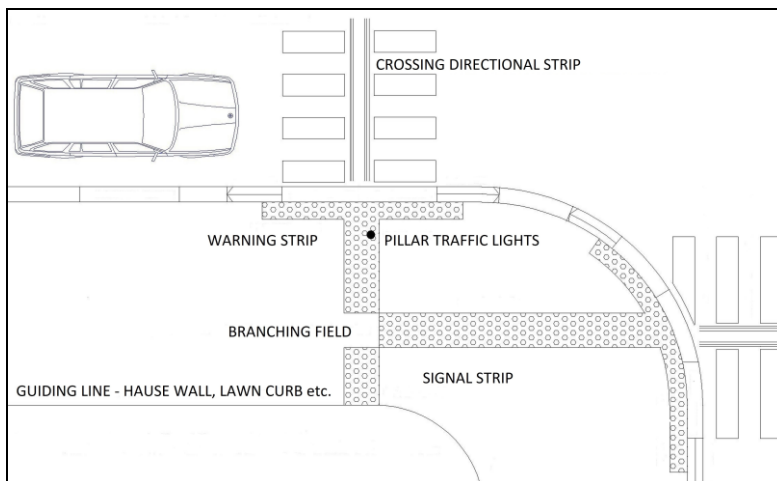 CROSSING DIRECTIONAL STRIP
WARNING STRIP
PILLAR TRAFFIC LIGHTS
BRANCHING FIELD
SIGNAL STRIP
GUIDING LINE - HAUSE WALL, LAWN CURB etc.